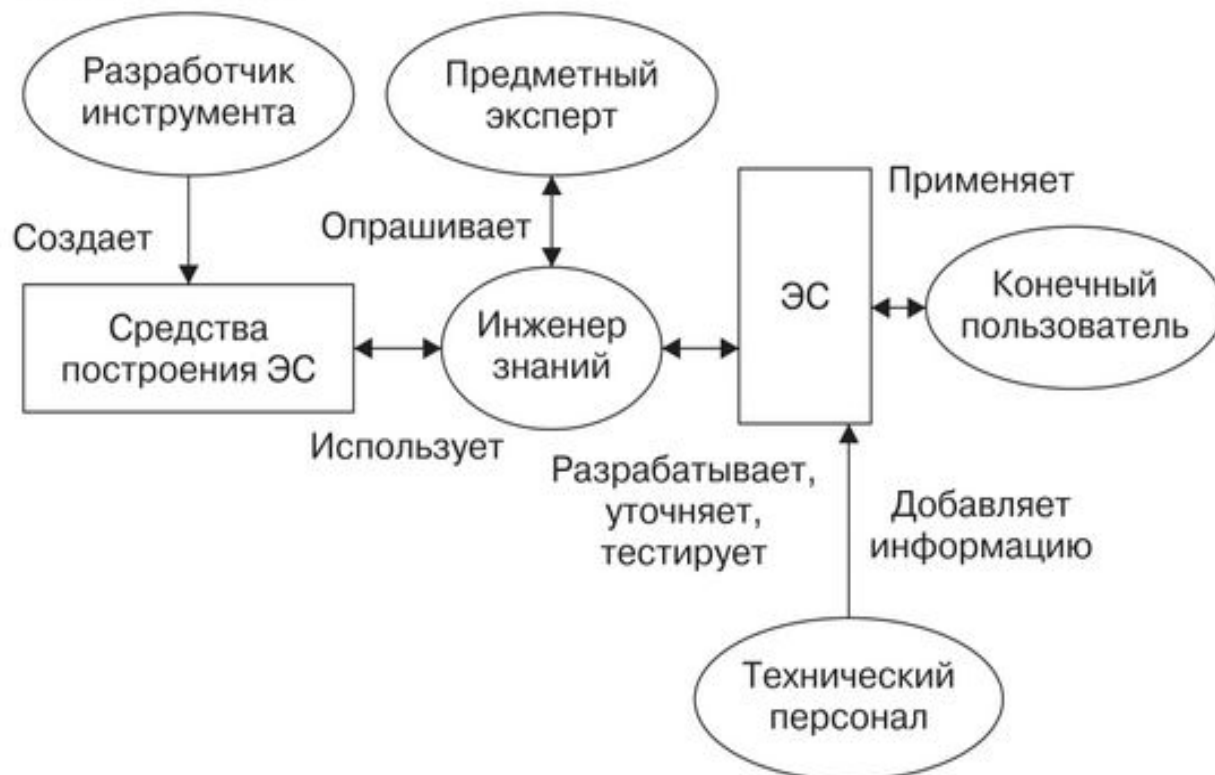 Разработчик
инструмента
Предметный
эксперт
Применяет
Создает
Опрашивает
ЭС
Конечный
пользователь
Средства
построения ЭС
Инженер
знаний
Использует
Разрабатывает,
уточняет,
тестирует
Добавляет
информацию
Технический
персонал